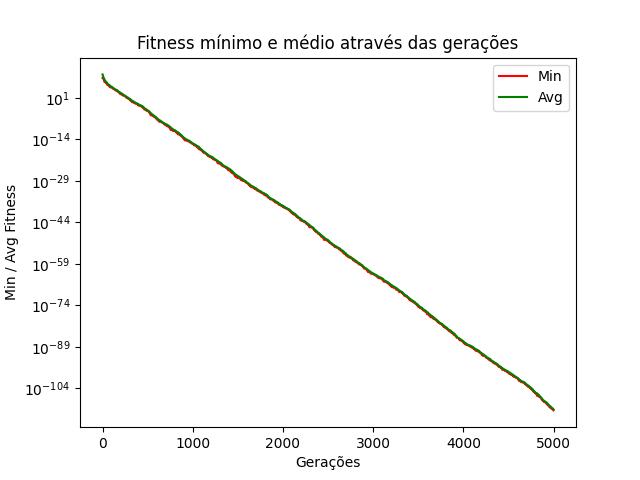 Fitness mínimo e médio através das gerações
Min
Avg
Min / Avg Fitness
10^1
10^-14
10^-29
10^-44
10^-59
10^-74
10^-89
10^-104
0 1000 2000 3000 4000 5000
Gerações